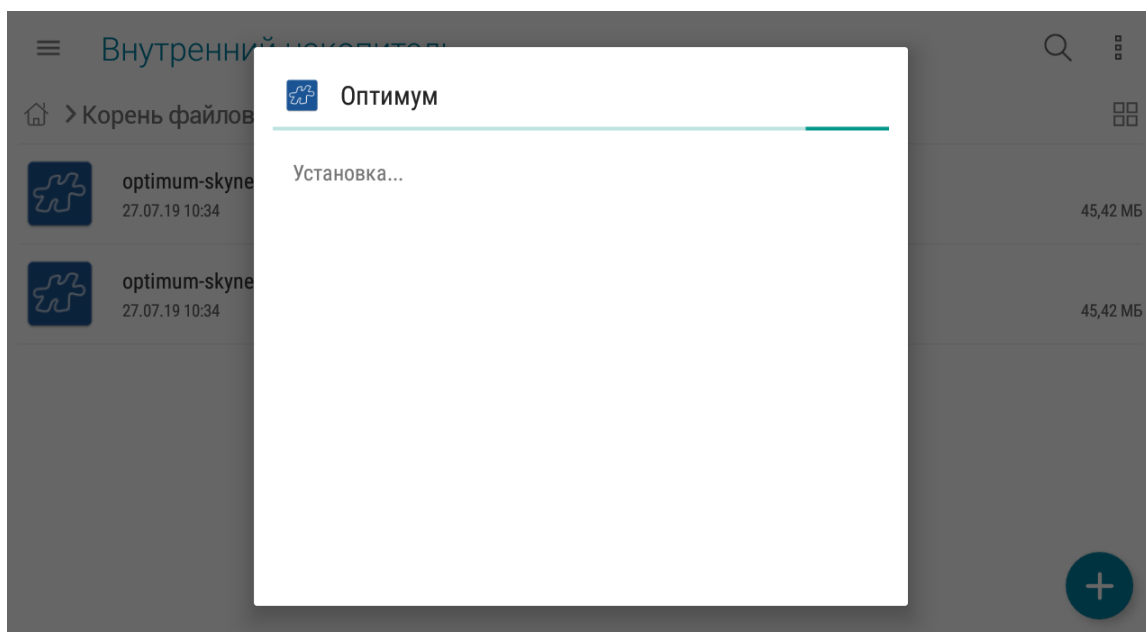 Оптимум
Корень файлов
Установка...
optimum-skyne
27.07.19 10:34
45,42 МБ
optimum-skyne
27.07.19 10:34
45,42 МБ